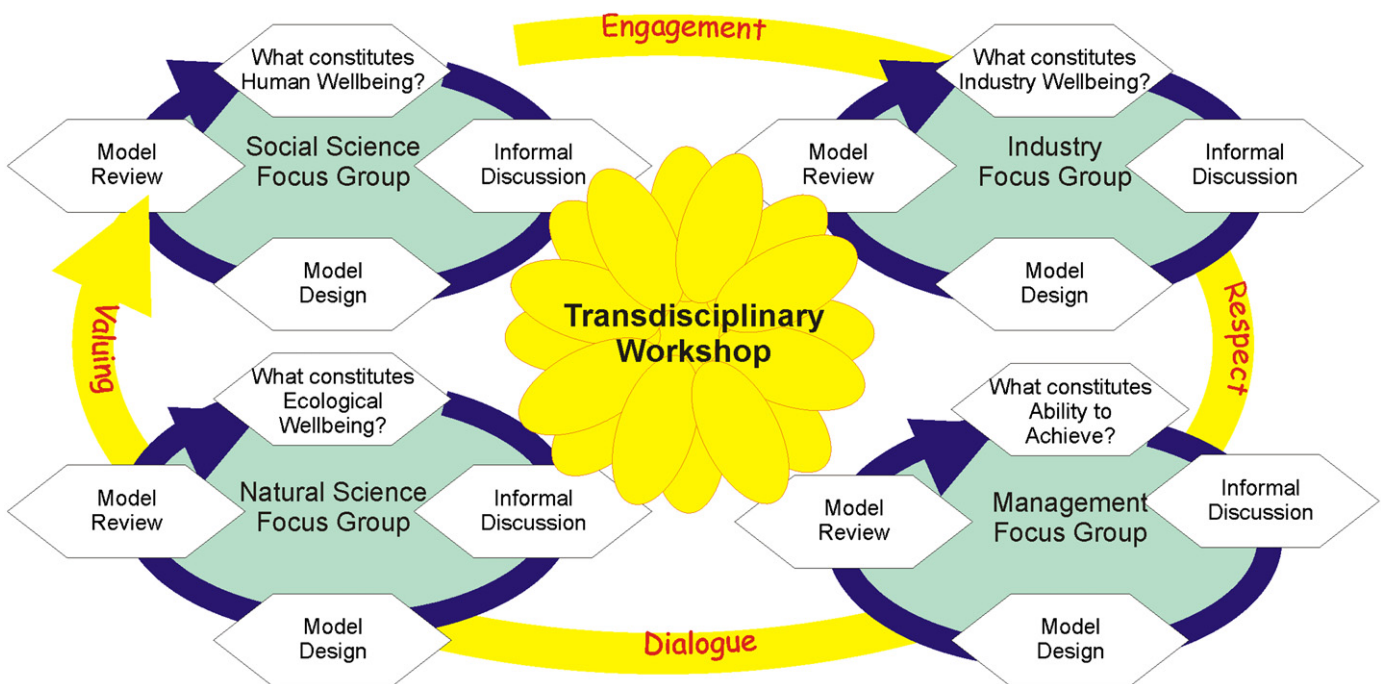 Engagement
What constitutes
Human Wellbeing?
Social Science
Focus Group
Model
Review
Informal
Discussion
Model
Design
What constitutes
Industry Wellbeing?
Industry
Focus Group
Model
Review
Informal
Discussion
Model
Design
Transdisciplinary
Workshop
Valuing
Respect
What constitutes
Ecological
Wellbeing?
Natural Science
Focus Group
Model
Review
Informal
Discussion
Model
Design
What constitutes
Ability to
Achieve?
Management
Focus Group
Model
Review
Informal
Discussion
Model
Design
Dialogue